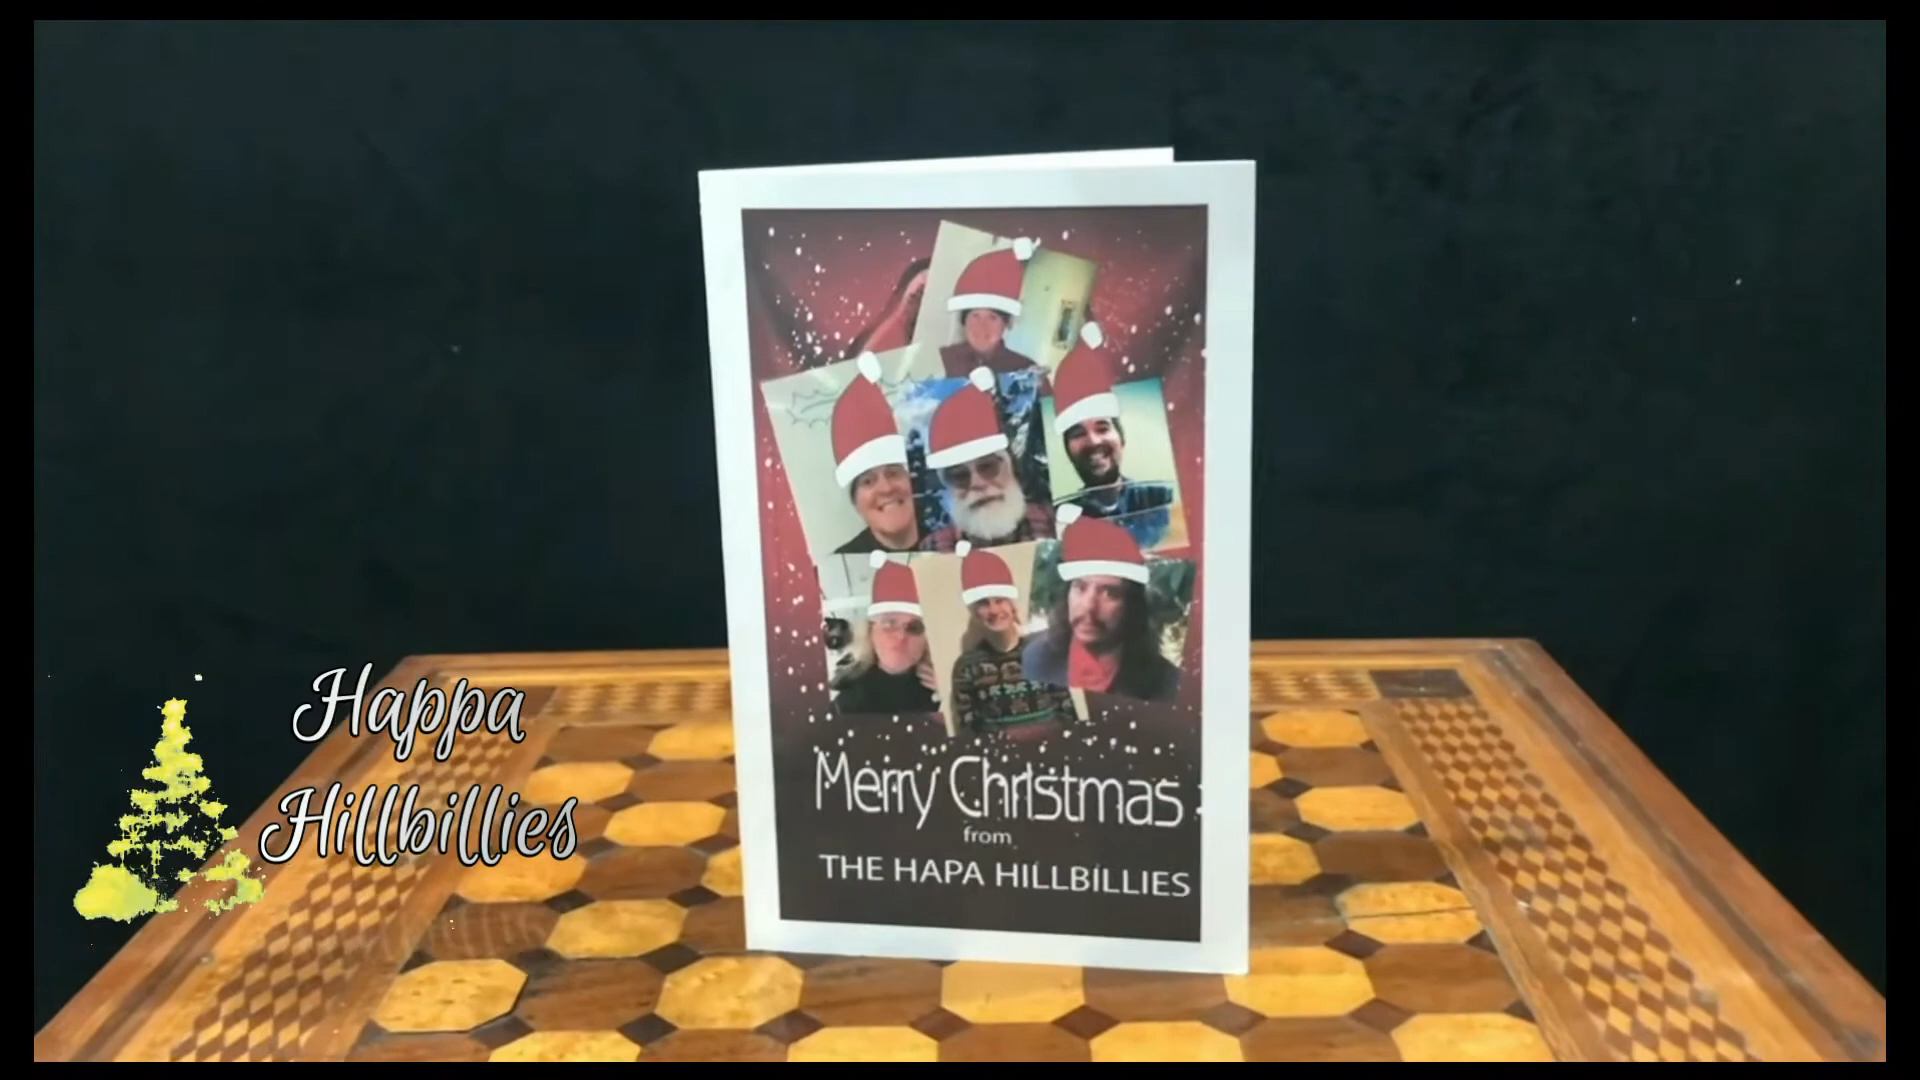 Happa
Hillbillies
Merry ChrIstmas
from
THE HAPA HILLBILLIES